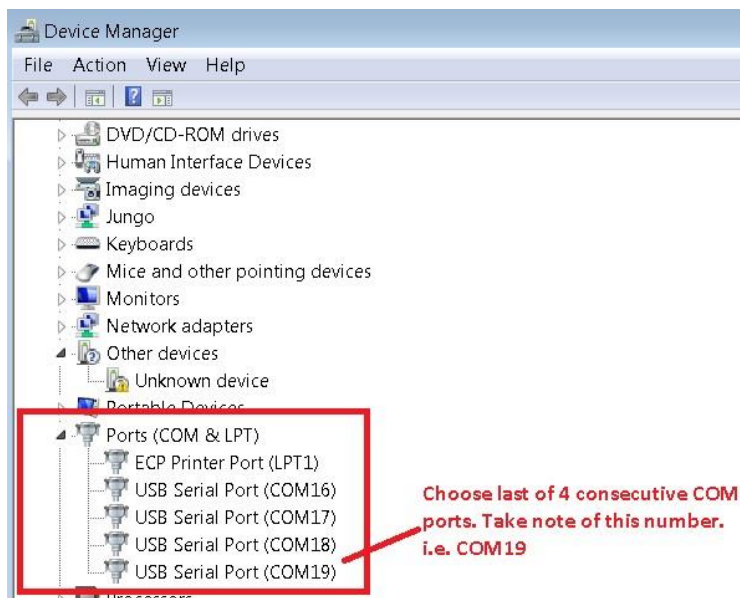 Device Manager
File Action View Help
DVD/CD-ROM drives
Human Interface Devices
Imaging devices
Jungo
Keyboards
Mice and other pointing devices
Monitors
Network adapters
Other devices
Unknown device
Portable Devices
Ports (COM & LPT)
ECP Printer Port (LPT1)
USB Serial Port (COM16)
USB Serial Port (COM17)
USB Serial Port (COM18)
USB Serial Port (COM19)
Processors
Choose last of 4 consecutive COM
ports. Take note of this number.
i.e. COM19